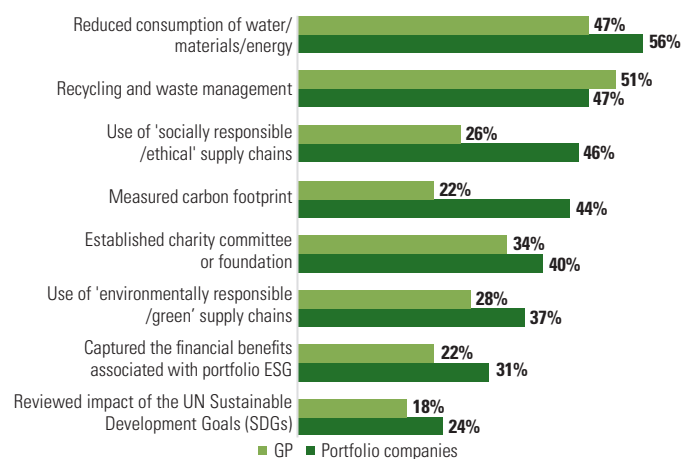 Reduced consumption of water/
materials/energy
47%
56%
Recycling and waste management
51%
47%
Use of 'socially responsible
/ethical' supply chains
26%
46%
Measured carbon footprint
22%
44%
Established charity committee
or foundation
34%
40%
Use of 'environmentally responsible
/green’ supply chains
28%
37%
Captured the financial benefits
associated with portfolio ESG
22%
31%
Reviewed impact of the UN Sustainable
Development Goals (SDGs)
18%
24%
GP Portfolio companies